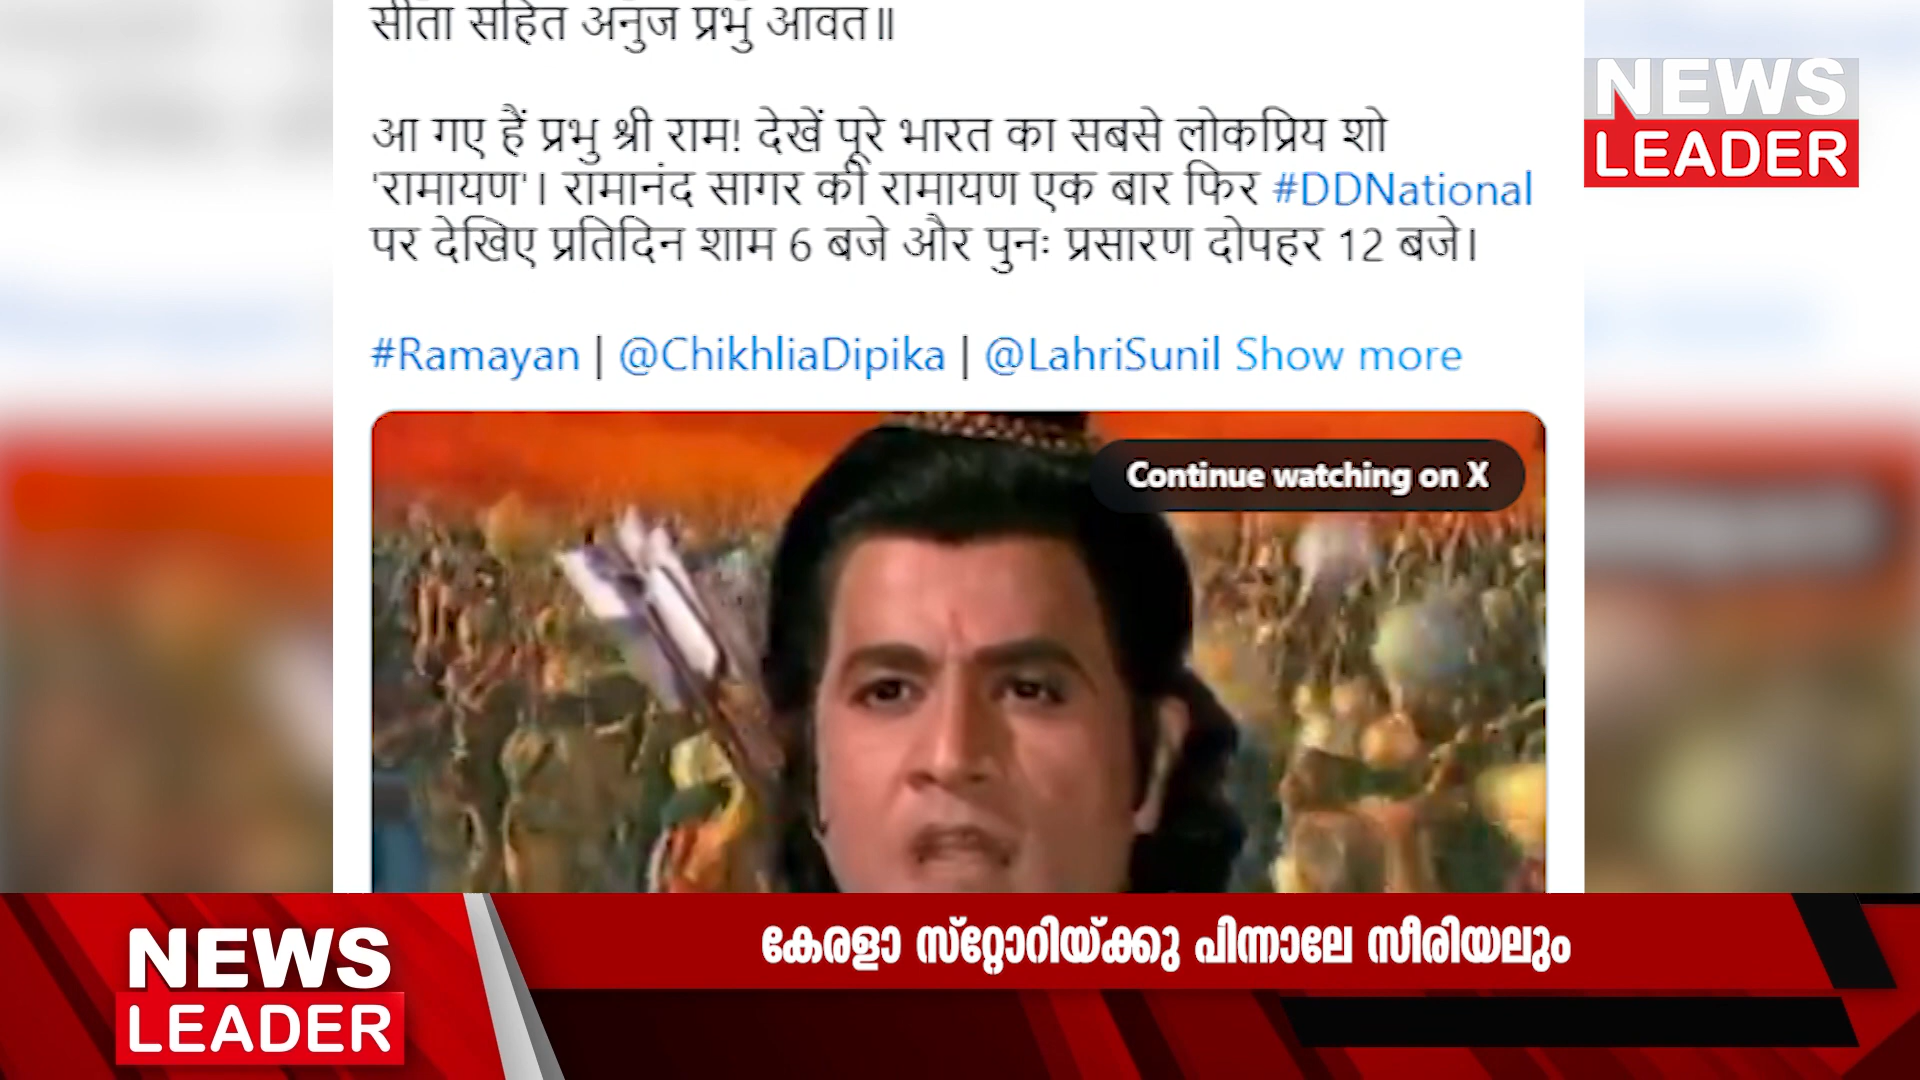 सीता सहित अनुज प्रभु आवत॥
NEWS
LEADER
आ गए हैं प्रभु श्री राम! देखें पूरे भारत का सबसे लोकप्रिय शो
'रामायण'। रामानंद सागर की रामायण एक बार फिर #DDNational
पर देखिए प्रतिदिन शाम 6 बजे और पुनः प्रसारण दोपहर 12 बजे।
#Ramayan | @ChikhliaDipika | @LahriSunil Show more
Continue watching on X
കേരളാ സ്റ്റോറിയ്ക്കു പിന്നാലേ സീരിയലും
NEWS
LEADER